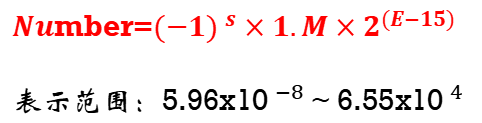 Number=(−1) ˢ × 1. M × 2⁽ᴱ⁻¹⁵⁾
表示范围：5.96x10 ⁻⁸ ~ 6.55x10 ⁴